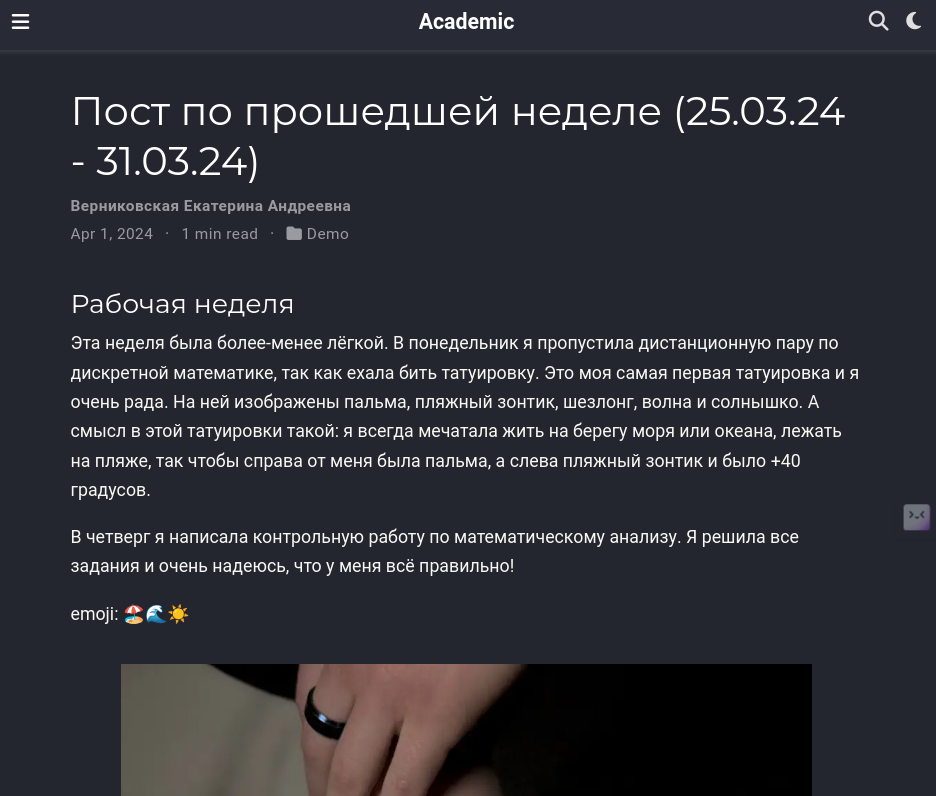 Academic
Пост по прошедшей неделе (25.03.24
- 31.03.24)
Верниковская Екатерина Андреевна
Apr 1, 2024 · 1 min read · Demo
Рабочая неделя
Эта неделя была более-менее лёгкой. В понедельник я пропустила дистанционную пару по
дискретной математике, так как ехала бить татуировку. Это моя самая первая татуировка и я
очень рада. На ней изображены пальма, пляжный зонтик, шезлонг, волна и солнышко. А
смысл в этой татуировки такой: я всегда мечатала жить на берегу моря или океана, лежать
на пляже, так чтобы справа от меня была пальма, а слева пляжный зонтик и было +40
градусов.
В четверг я написала контрольную работу по математическому анализу. Я решила все
задания и очень надеюсь, что у меня всё правильно!
emoji: 🏖️🌊☀️